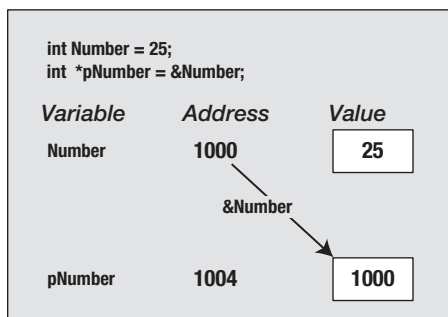 int Number = 25;
int *pNumber = &Number;
Variable Address Value
Number 1000 25
&Number
pNumber 1004 1000